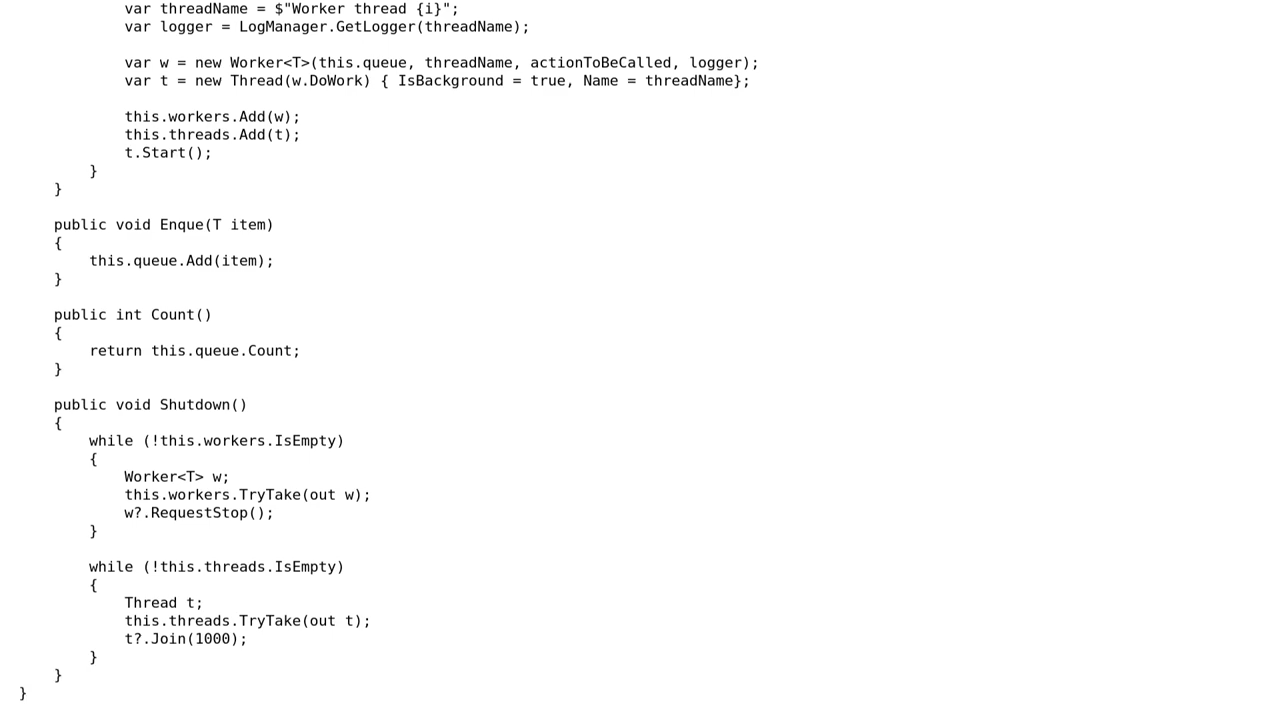 var threadName = $"Worker thread {i}";
var logger = LogManager.GetLogger(threadName);
var w = new Worker<T>(this.queue, threadName, actionToBeCalled, logger);
var t = new Thread(w.DoWork) { IsBackground = true, Name = threadName};
this.workers.Add(w);
this.threads.Add(t);
t.Start();
}
}
public void Enque(T item)
{
this.queue.Add(item);
}
public int Count()
{
return this.queue.Count;
}
public void Shutdown()
{
while (!this.workers.IsEmpty)
{
Worker<T> w;
this.workers.TryTake(out w);
w?.RequestStop();
}
while (!this.threads.IsEmpty)
{
Thread t;
this.threads.TryTake(out t);
t?.Join(1000);
}
}
}